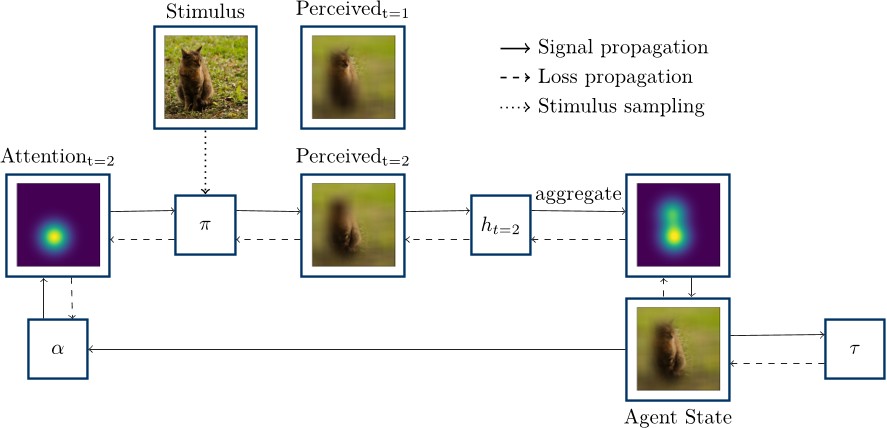 Stimulus
Perceived_{t=1}
Signal propagation
Loss propagation
Stimulus sampling
Attention_{t=2}
Perceived_{t=2}
π
h_{t=2}
aggregate
α
τ
Agent State